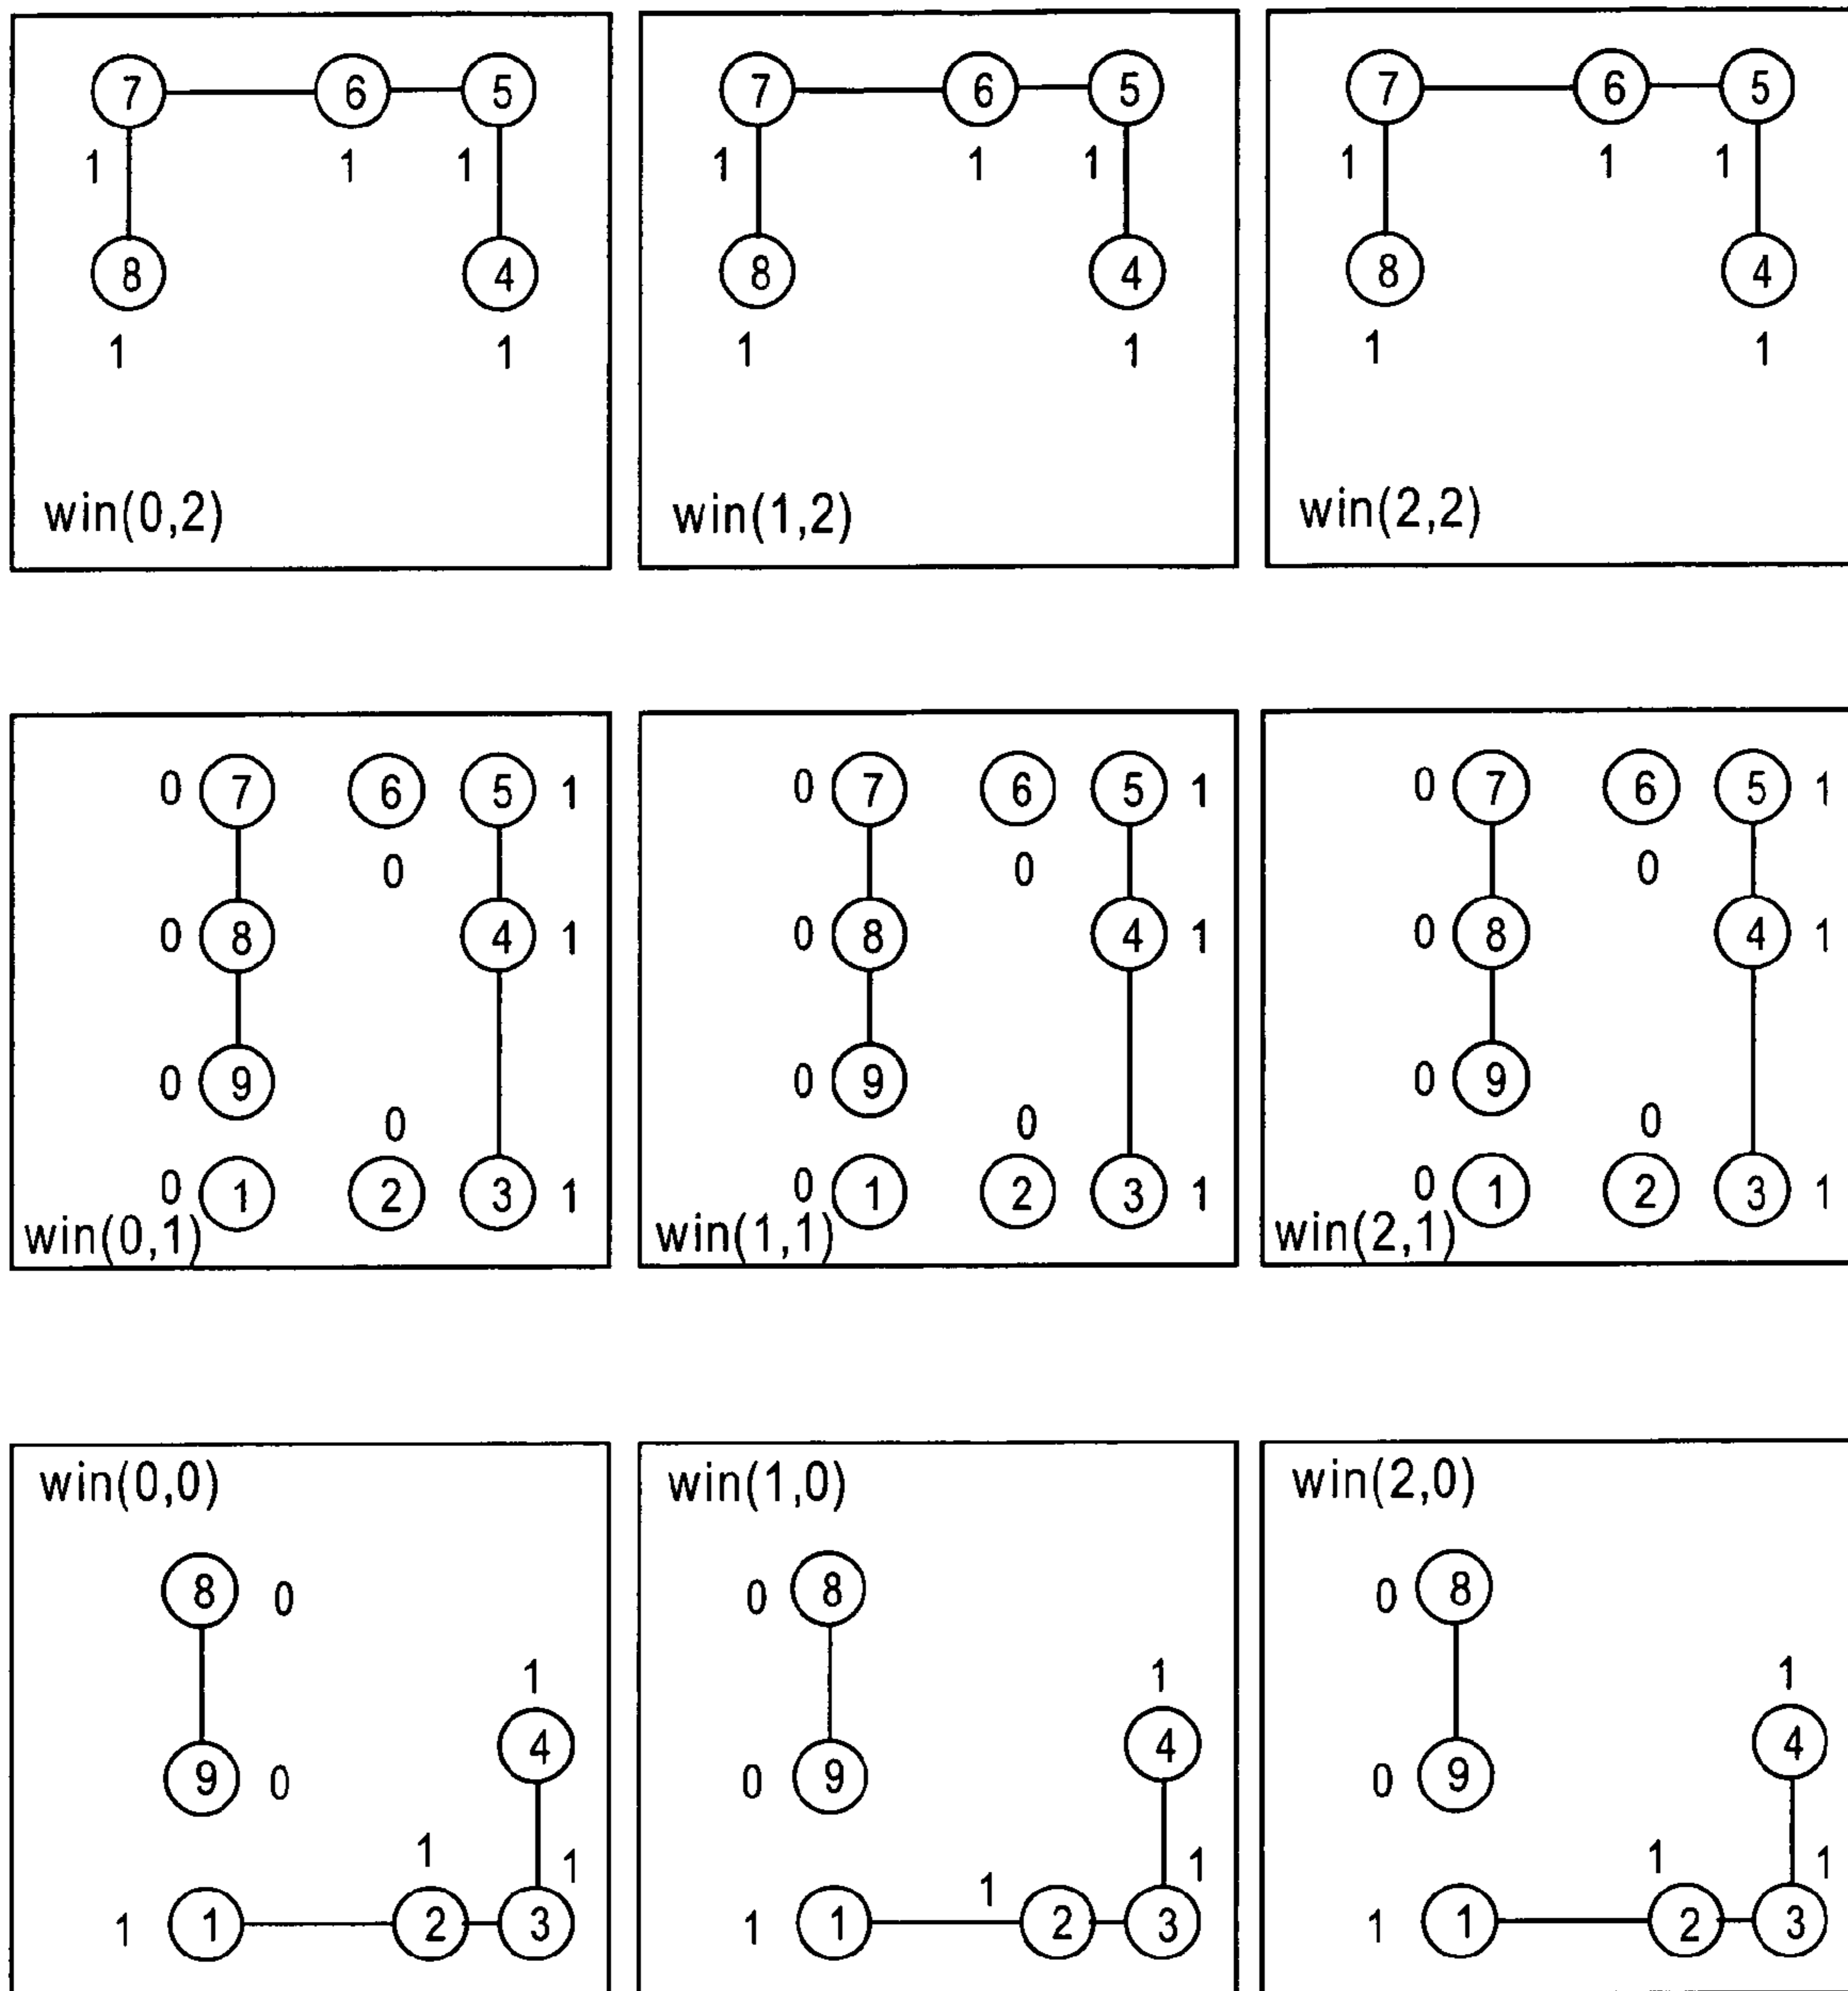 7 6 5
1 1 1
8 4
1 1
win(0,2)
7 6 5
1 1 1
8 4
1 1
win(1,2)
7 6 5
1 1 1
8 4
1 1
win(2,2)
0 7 6 5 1
0
0 8 4 1
0 9
0
0 1 2 3 1
win(0,1)
0 7 6 5 1
0
0 8 4 1
0 9
0
0 1 2 3 1
win(1,1)
0 7 6 5 1
0
0 8 4 1
0 9
0
0 1 2 3 1
win(2,1)
win(0,0)
8 0
1
4
9 0
1 1
1 1 2 3
win(1,0)
0 8
1
4
0 9
1 1
1 1 2 3
win(2,0)
0 8
1
4
0 9
1 1
1 1 2 3